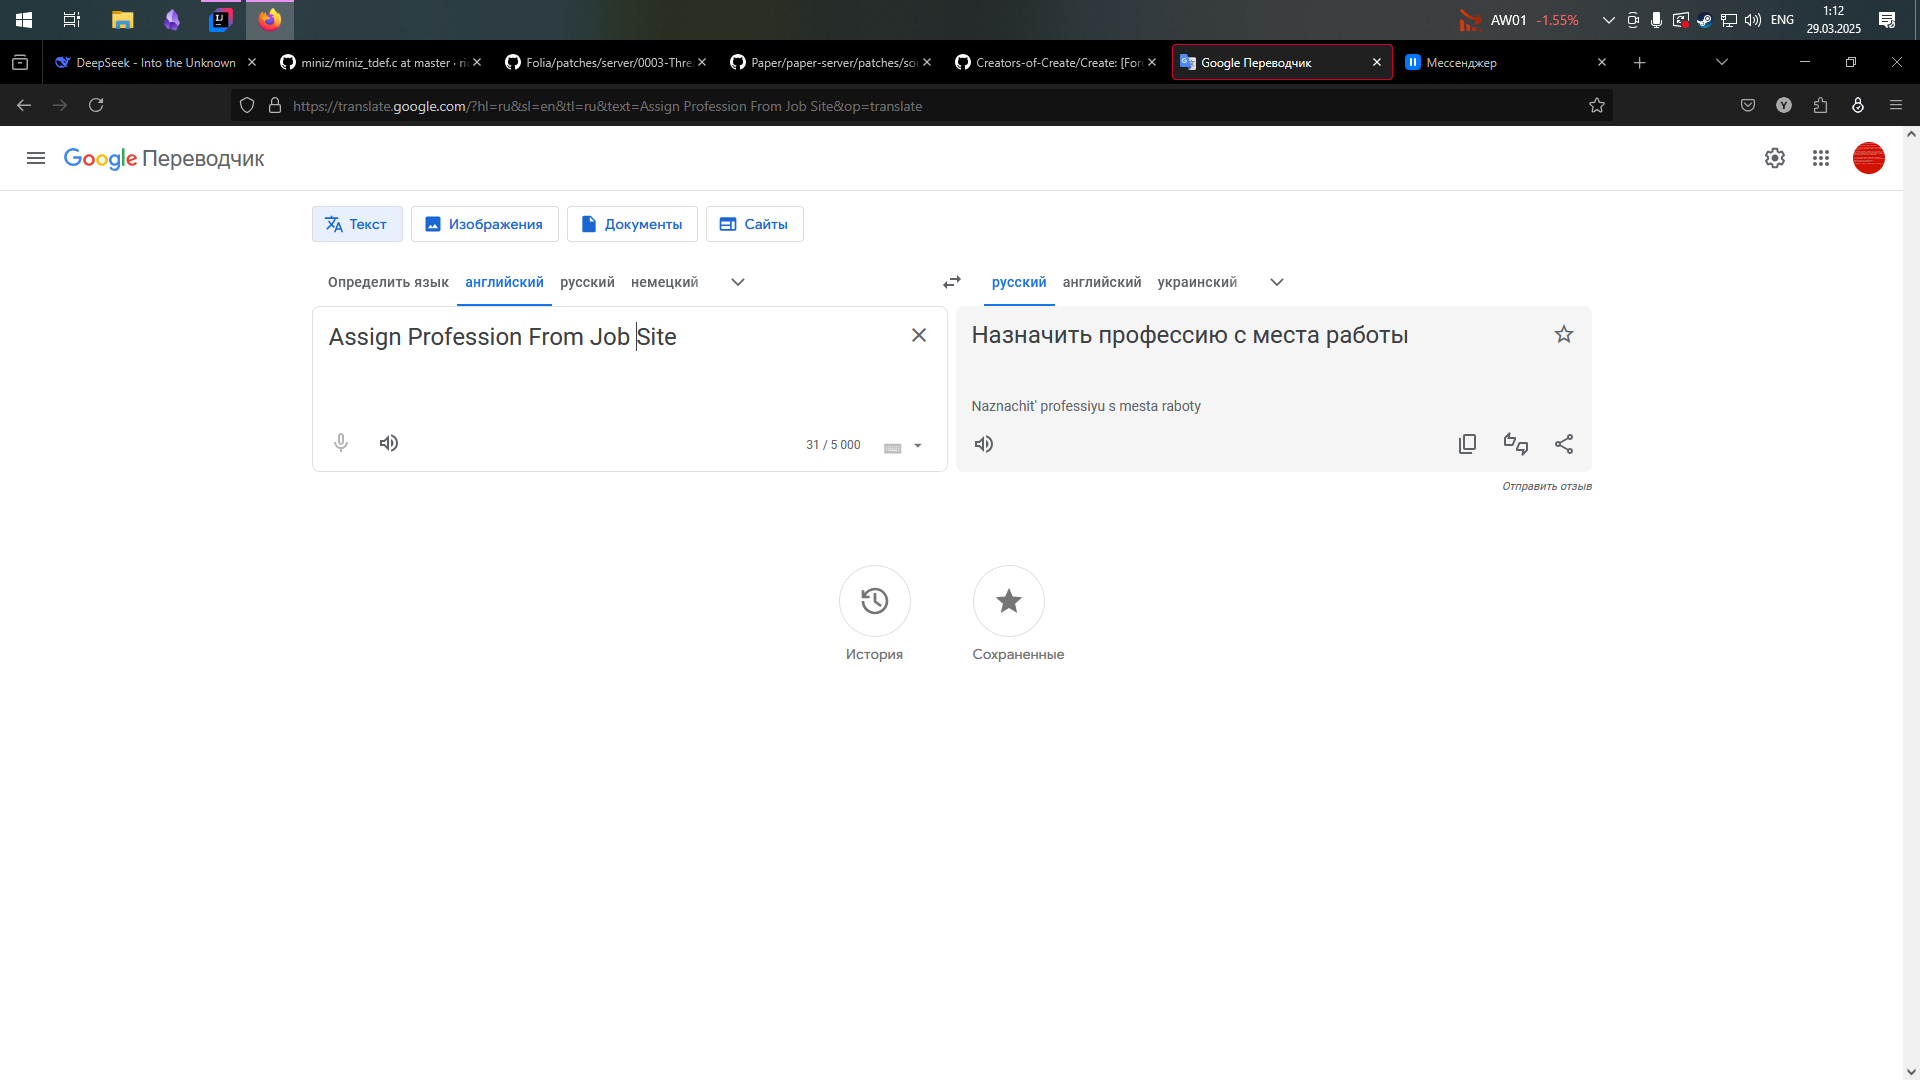 AW01 -1.55%
ENG
1:12
29.03.2025
DeepSeek - Into the Unknown
miniz/miniz_tdef.c at master · ric
Folia/patches/server/0003-Thre
Paper/paper-server/patches/sou
Creators-of-Create/Create: [For
Google Переводчик
Мессенджер
https://translate.google.com/?hl=ru&sl=en&tl=ru&text=Assign Profession From Job Site&op=translate
Google Переводчик
Текст
Изображения
Документы
Сайты
Определить язык
английский
русский
немецкий
русский
английский
украинский
Assign Profession From Job Site
31 / 5 000
Назначить профессию с места работы
Naznachit' professiyu s mesta raboty
Отправить отзыв
История
Сохраненные